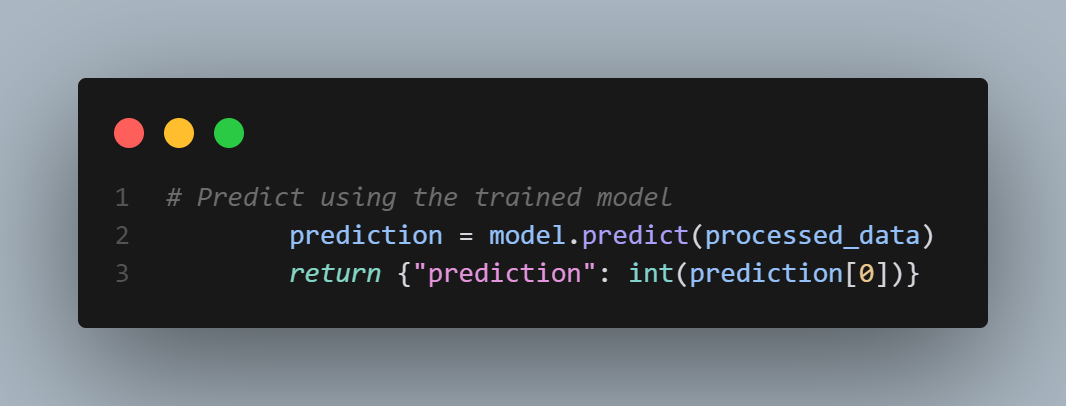 1 # Predict using the trained model
2         prediction = model.predict(processed_data)
3         return {"prediction": int(prediction[0])}